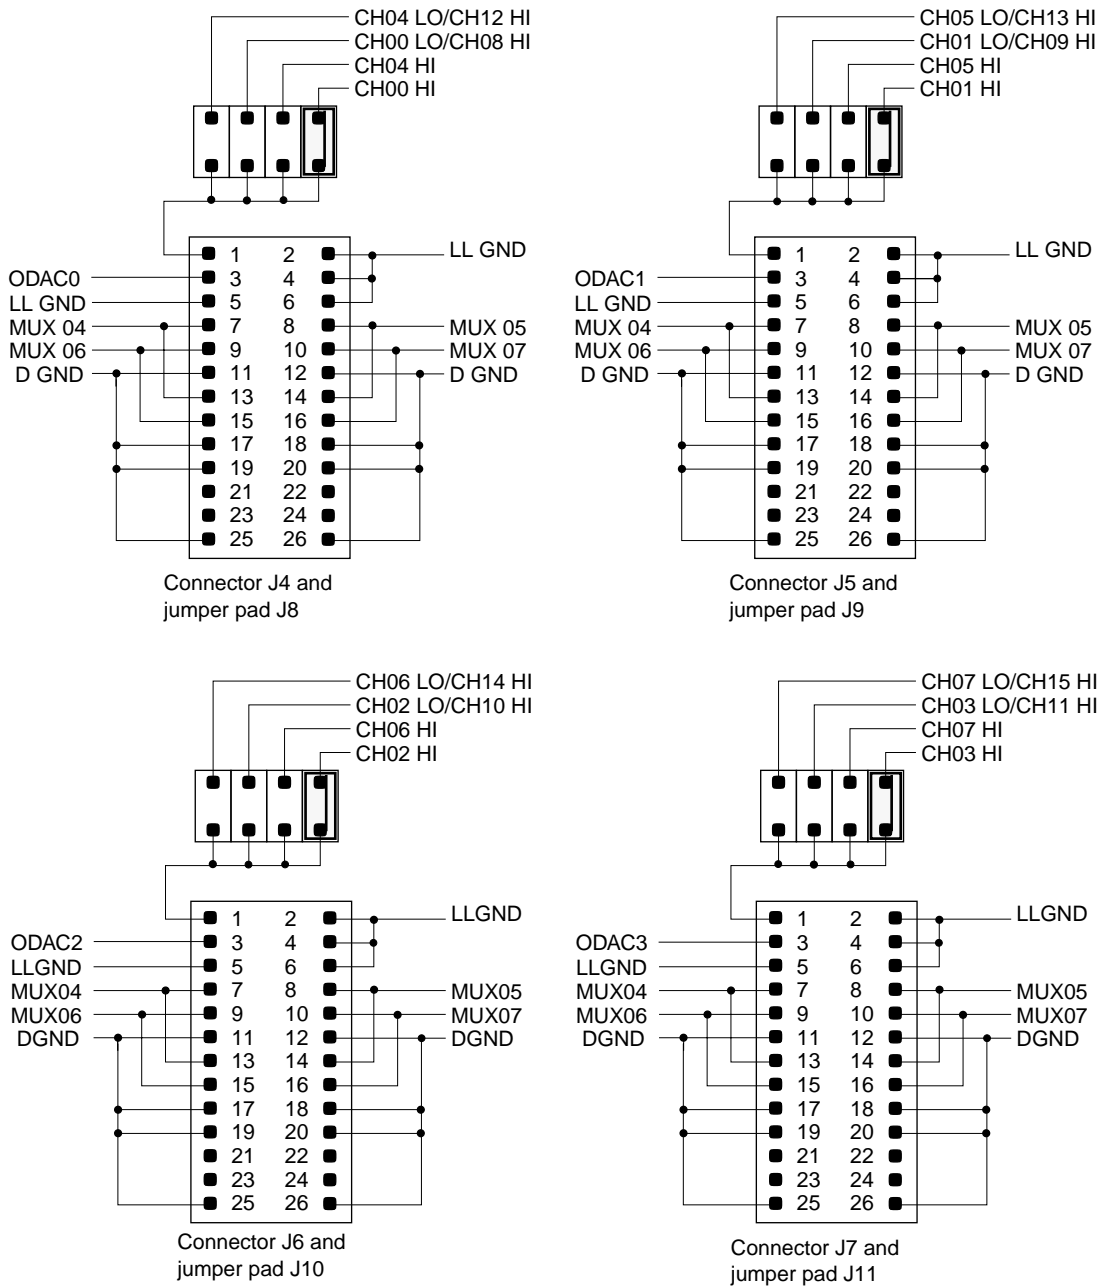 CH04 LO/CH12 HI
CH00 LO/CH08 HI
CH04 HI
CH00 HI
1 2 LL GND
ODAC0 3 4
LL GND 5 6
MUX 04 7 8 MUX 05
MUX 06 9 10 MUX 07
D GND 11 12 D GND
13 14
15 16
17 18
19 20
21 22
23 24
25 26
Connector J4 and
jumper pad J8
CH05 LO/CH13 HI
CH01 LO/CH09 HI
CH05 HI
CH01 HI
1 2 LL GND
ODAC1 3 4
LL GND 5 6
MUX 04 7 8 MUX 05
MUX 06 9 10 MUX 07
D GND 11 12 D GND
13 14
15 16
17 18
19 20
21 22
23 24
25 26
Connector J5 and
jumper pad J9
CH06 LO/CH14 HI
CH02 LO/CH10 HI
CH06 HI
CH02 HI
1 2 LLGND
ODAC2 3 4
LLGND 5 6
MUX04 7 8 MUX05
MUX06 9 10 MUX07
DGND 11 12 DGND
13 14
15 16
17 18
19 20
21 22
23 24
25 26
Connector J6 and
jumper pad J10
CH07 LO/CH15 HI
CH03 LO/CH11 HI
CH07 HI
CH03 HI
1 2 LLGND
ODAC3 3 4
LLGND 5 6
MUX04 7 8 MUX05
MUX06 9 10 MUX07
DGND 11 12 DGND
13 14
15 16
17 18
19 20
21 22
23 24
25 26
Connector J7 and
jumper pad J11